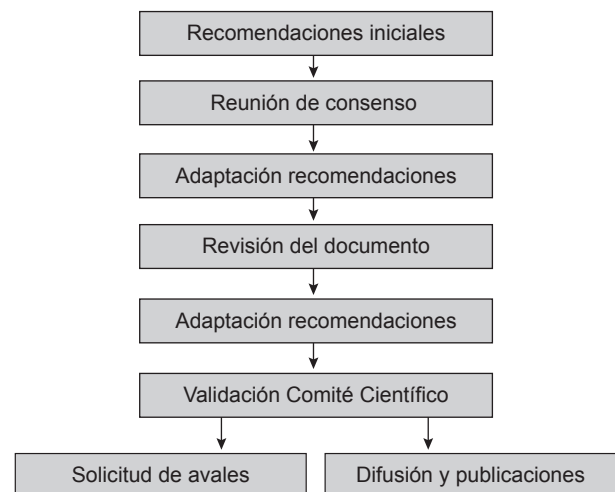 Recomendaciones iniciales
Reunión de consenso
Adaptación recomendaciones
Revisión del documento
Adaptación recomendaciones
Validación Comité Científico
Solicitud de avales
Difusión y publicaciones